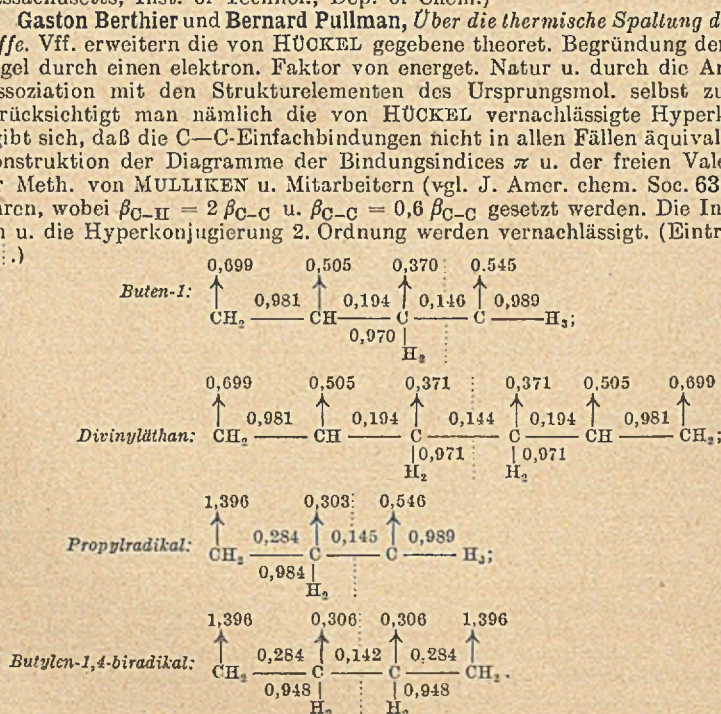 Gaston Berthier und Bernard Pullman, Über die thermische Spaltung d
ffe. Vff. erweitern die von HÜCKEL gegebene theoret. Begründung der
gel durch einen elektron. Faktor von energet. Natur u. durch die Ar
ssoziation mit den Strukturelementen des Ursprungsmol. selbst zu
rücksichtigt man nämlich die von HÜCKEL vernachlässigte Hyperk
gibt sich, daß die C—C-Einfachbindungen nicht in allen Fällen äquival
onstruktion der Diagramme der Bindungsindices π u. der freien Vale
r Meth. von MULLIKEN u. Mitarbeitern (vgl. J. Amer. chem. Soc. 63
aren, wobei βC–H = 2 βC–C u. βC–C = 0,6 βC–C gesetzt werden. Die In
n u. die Hyperkonjugierung 2. Ordnung werden vernachlässigt. (Eintr
.)
0,699 0,505 0,370 0,545
Buten-1: 0,981 0,194 0,146 0,989
CH₂ CH C C H₃;
0,970
H₂
0,699 0,505 0,371 0,371 0,505 0,699
0,981 0,194 0,144 0,194 0,981
Divinyläthan: CH₂ CH C C CH CH₂;
0,971 0,971
H₂ H₂
1,396 0,303 0,546
0,284 0,145 0,989
Propylradikal: CH₂ C C H₃;
0,984
H₂
1,396 0,306 0,306 1,396
0,284 0,142 0,284
Butylen-1,4-biradikal: CH₂ C C CH₂.
0,948 0,948
H₂ H₂